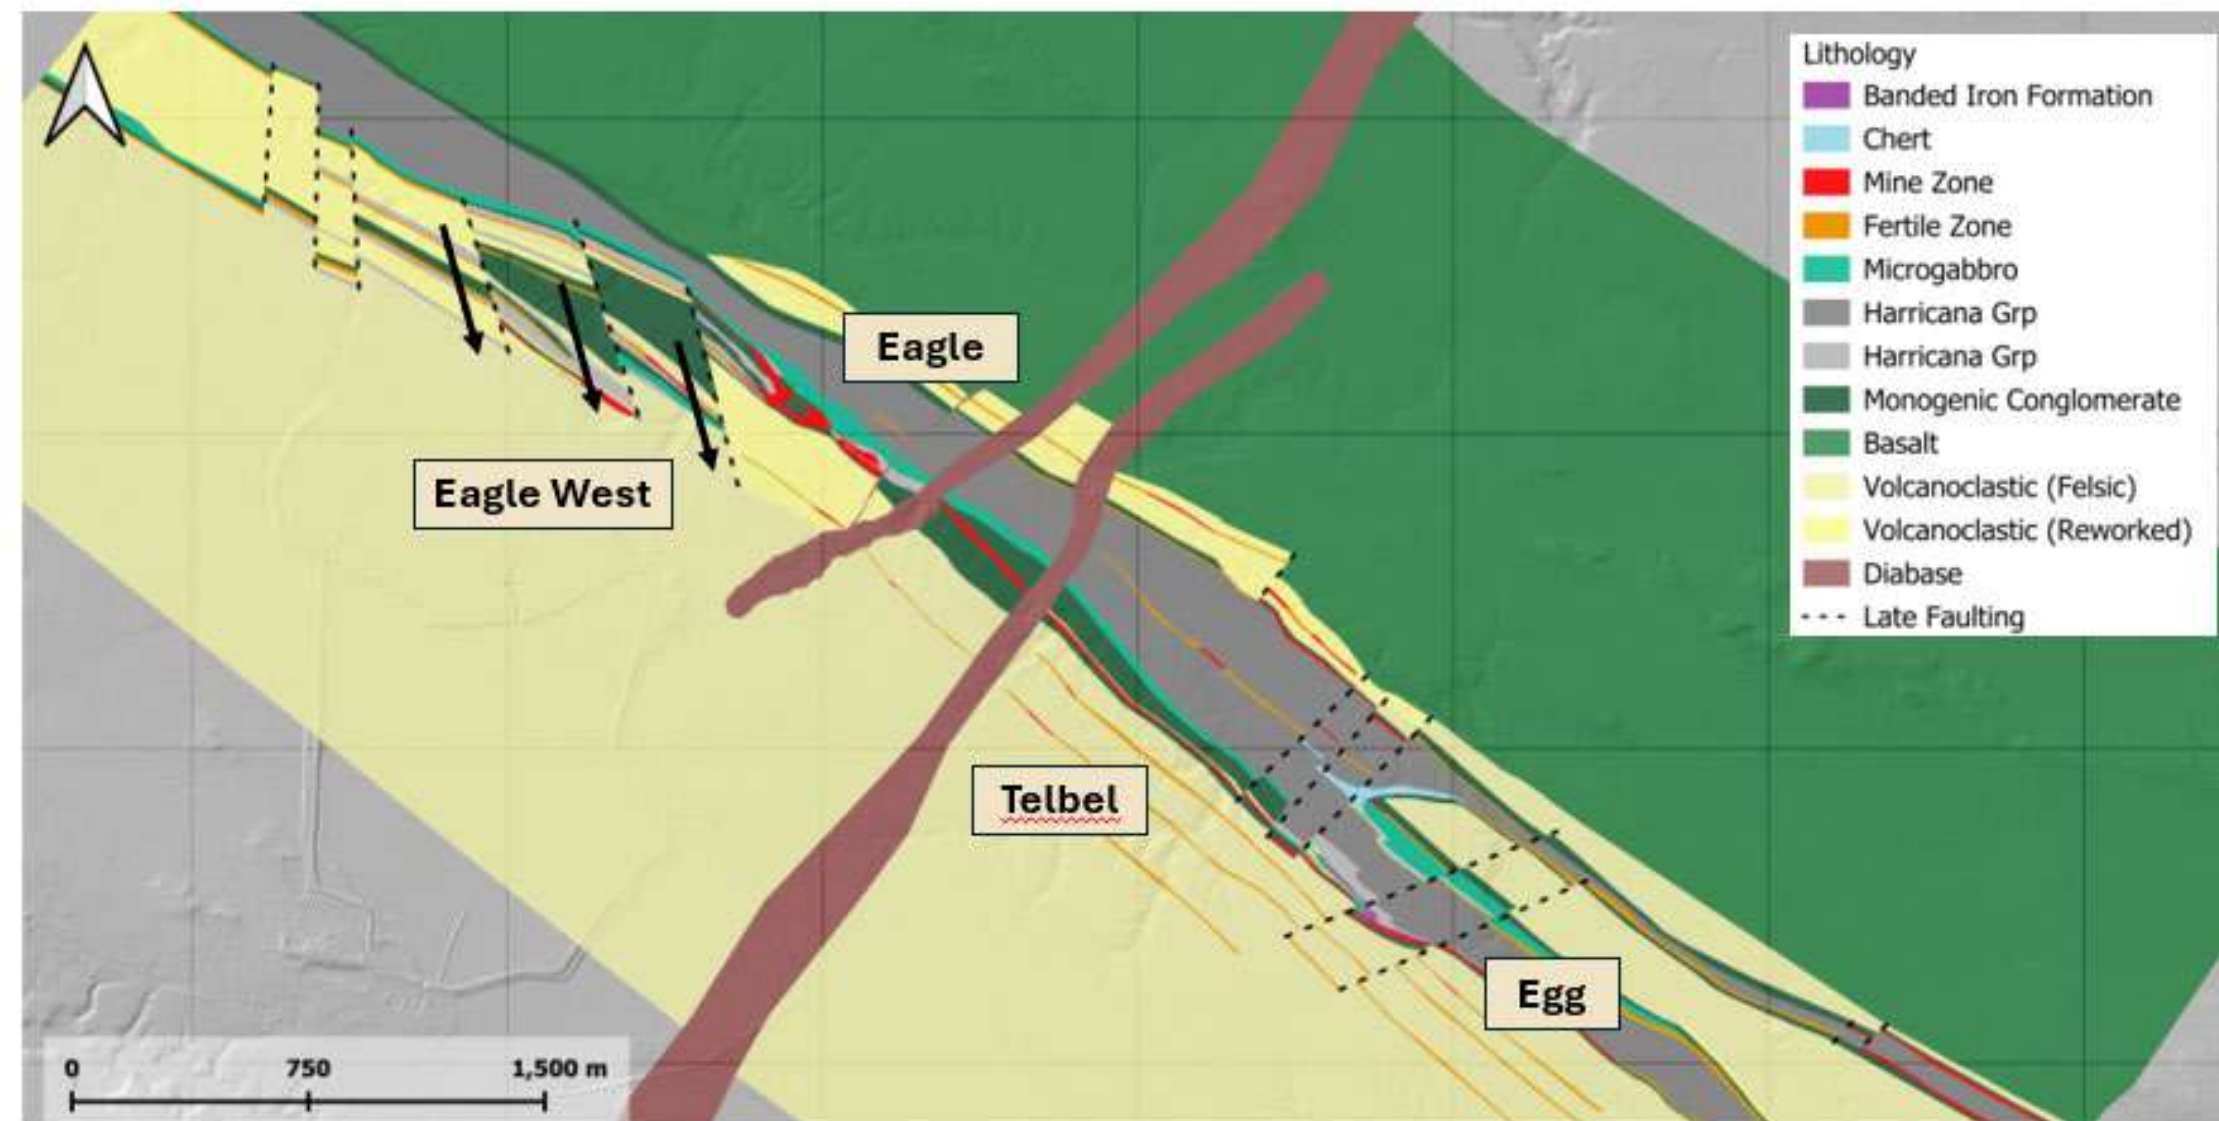 Lithology
Banded Iron Formation
Chert
Mine Zone
Fertile Zone
Microgabbro
Harricana Grp
Harricana Grp
Monogenic Conglomerate
Basalt
Volcanoclastic (Felsic)
Volcanoclastic (Reworked)
Diabase
Late Faulting
Eagle
Eagle West
Telbel
Egg
0 750 1,500 m